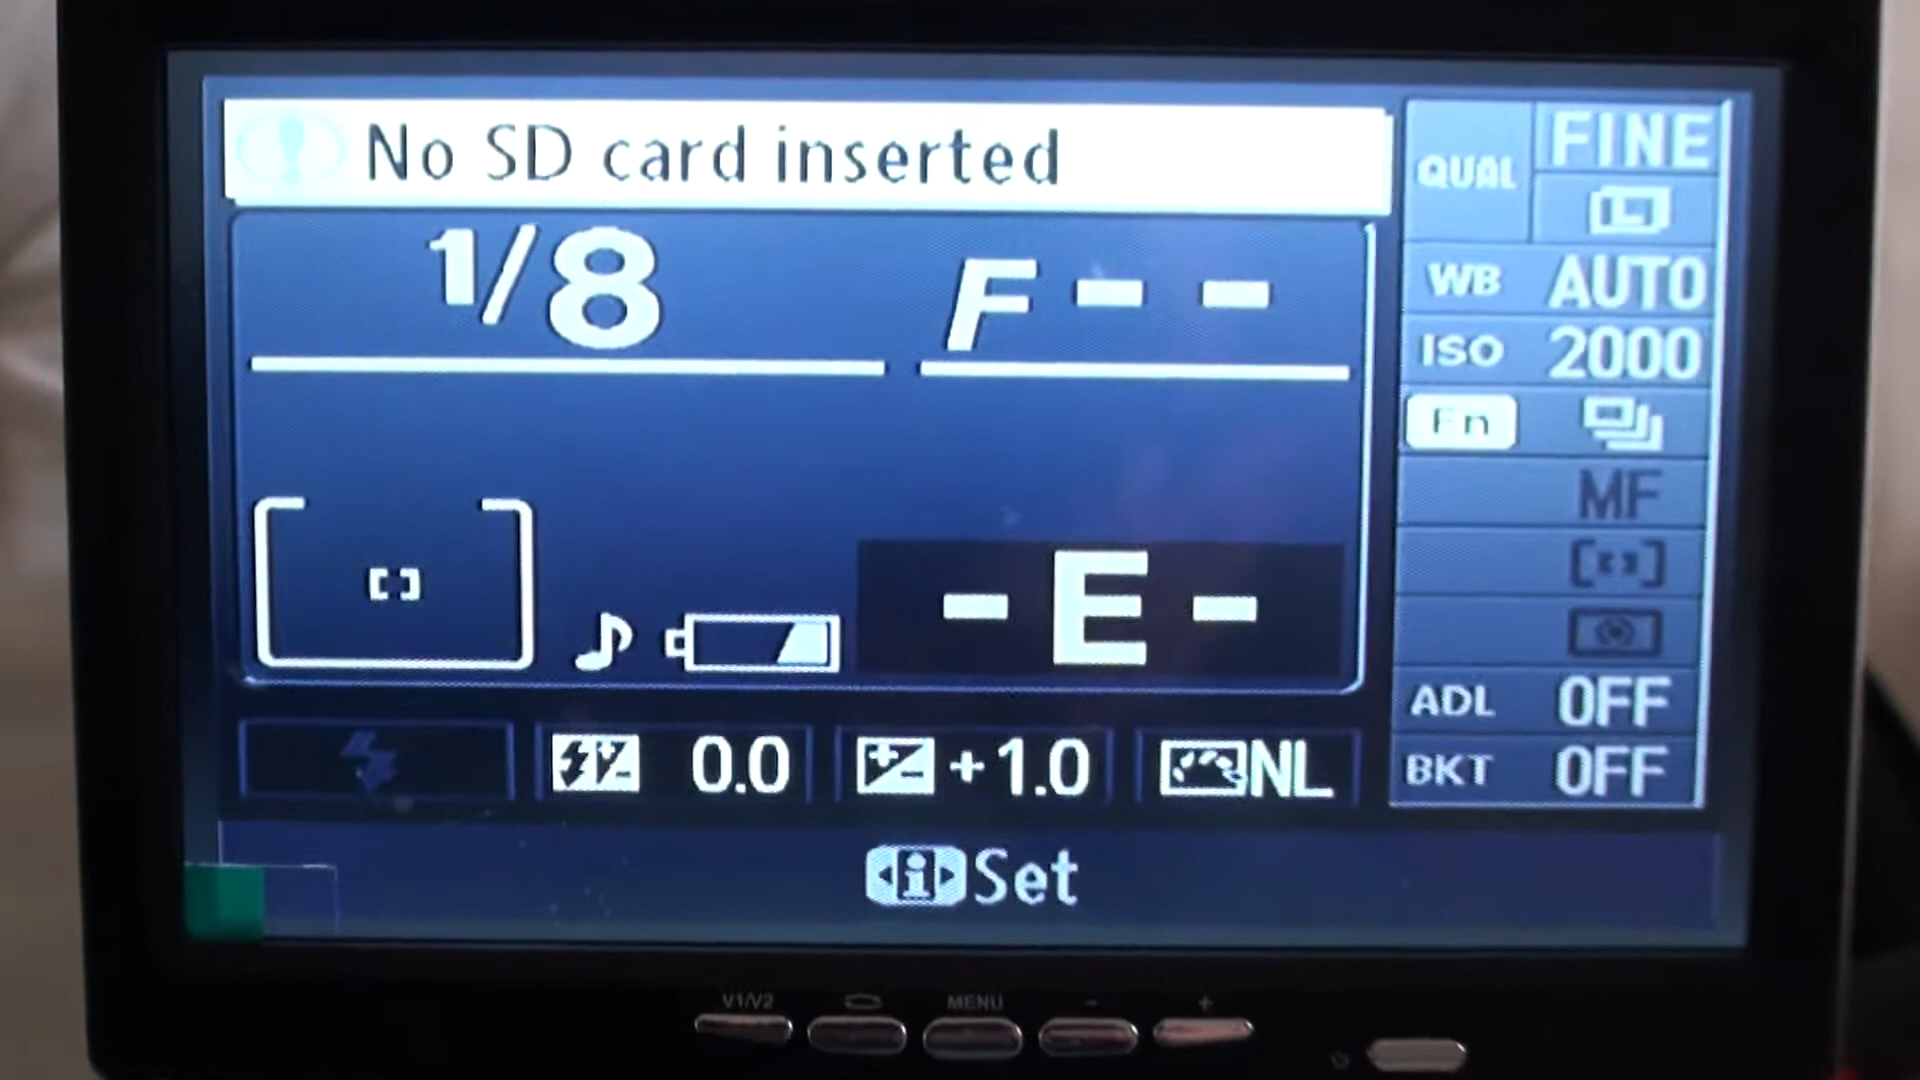 No SD card inserted
1/8 F - -
- E -
0.0 +1.0 NL
Set
QUAL FINE
L
WB AUTO
ISO 2000
Fn
MF
ADL OFF
BKT OFF
V1/V2 MENU - +